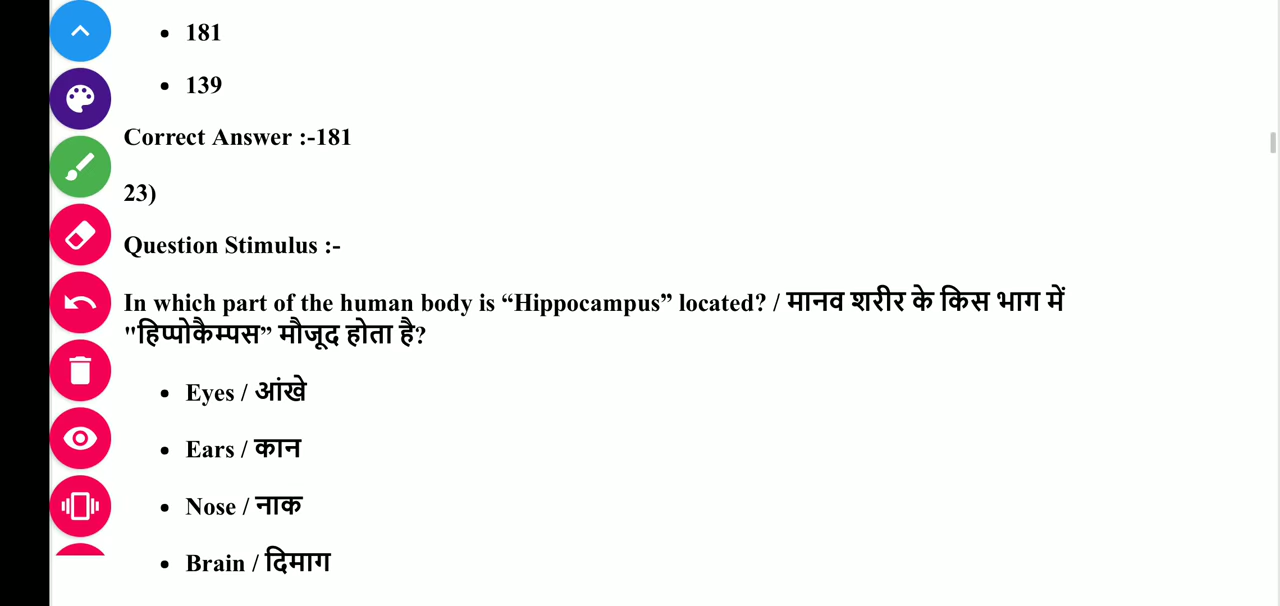 181
139
Correct Answer :-181
23)
Question Stimulus :-
In which part of the human body is “Hippocampus” located? / मानव शरीर के किस भाग में
"हिप्पोकैम्पस” मौजूद होता है?
Eyes / आंखे
Ears / कान
Nose / नाक
Brain / दिमाग